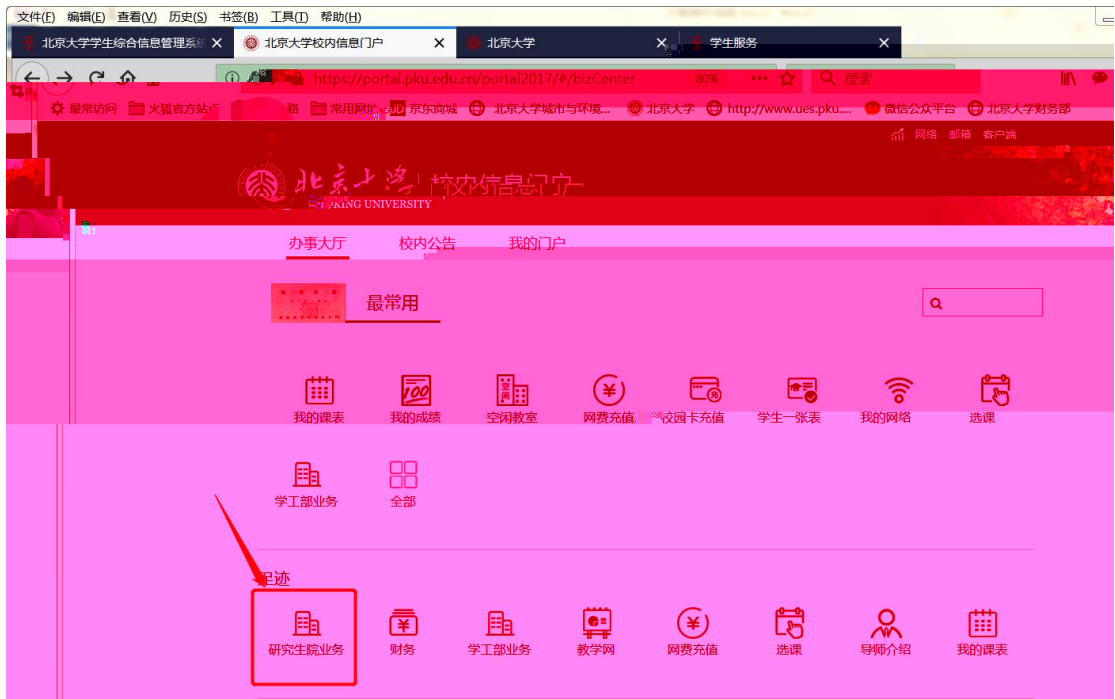 文件(F) 编辑(E) 查看(V) 历史(S) 书签(B) 工具(T) 帮助(H)
北京大学学生综合信息管理系统 北京大学校内信息门户 北京大学 学生服务
https://portal.pku.edu.cn/portal2017/#/bizCenter 80% 搜索
最常访问 火狐官方站点 常用网址 JD 京东商城 北京大学城市与环境... 北京大学 http://www.ues.pku.... 微信公众平台 北京大学财务部
网络 邮箱 客户端
北京大学 校内信息门户
PEKING UNIVERSITY
办事大厅 校内公告 我的门户
最常用
我的课表 我的成绩 空闲教室 网费充值 校园卡充值 学生一张表 我的网络 选课
学工部业务 全部
足迹
研究生院业务 财务 学工部业务 教学网 网费充值 选课 导师介绍 我的课表